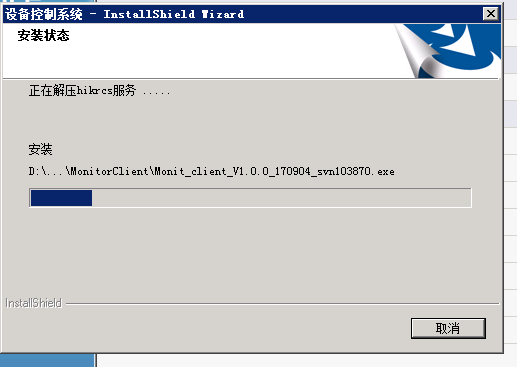 设备控制系统 - InstallShield Wizard
安装状态
正在解压hikrcs服务 .....
安装
D:\...\MonitorClient\Monit_client_V1.0.0_170904_svn103870.exe
InstallShield
取消